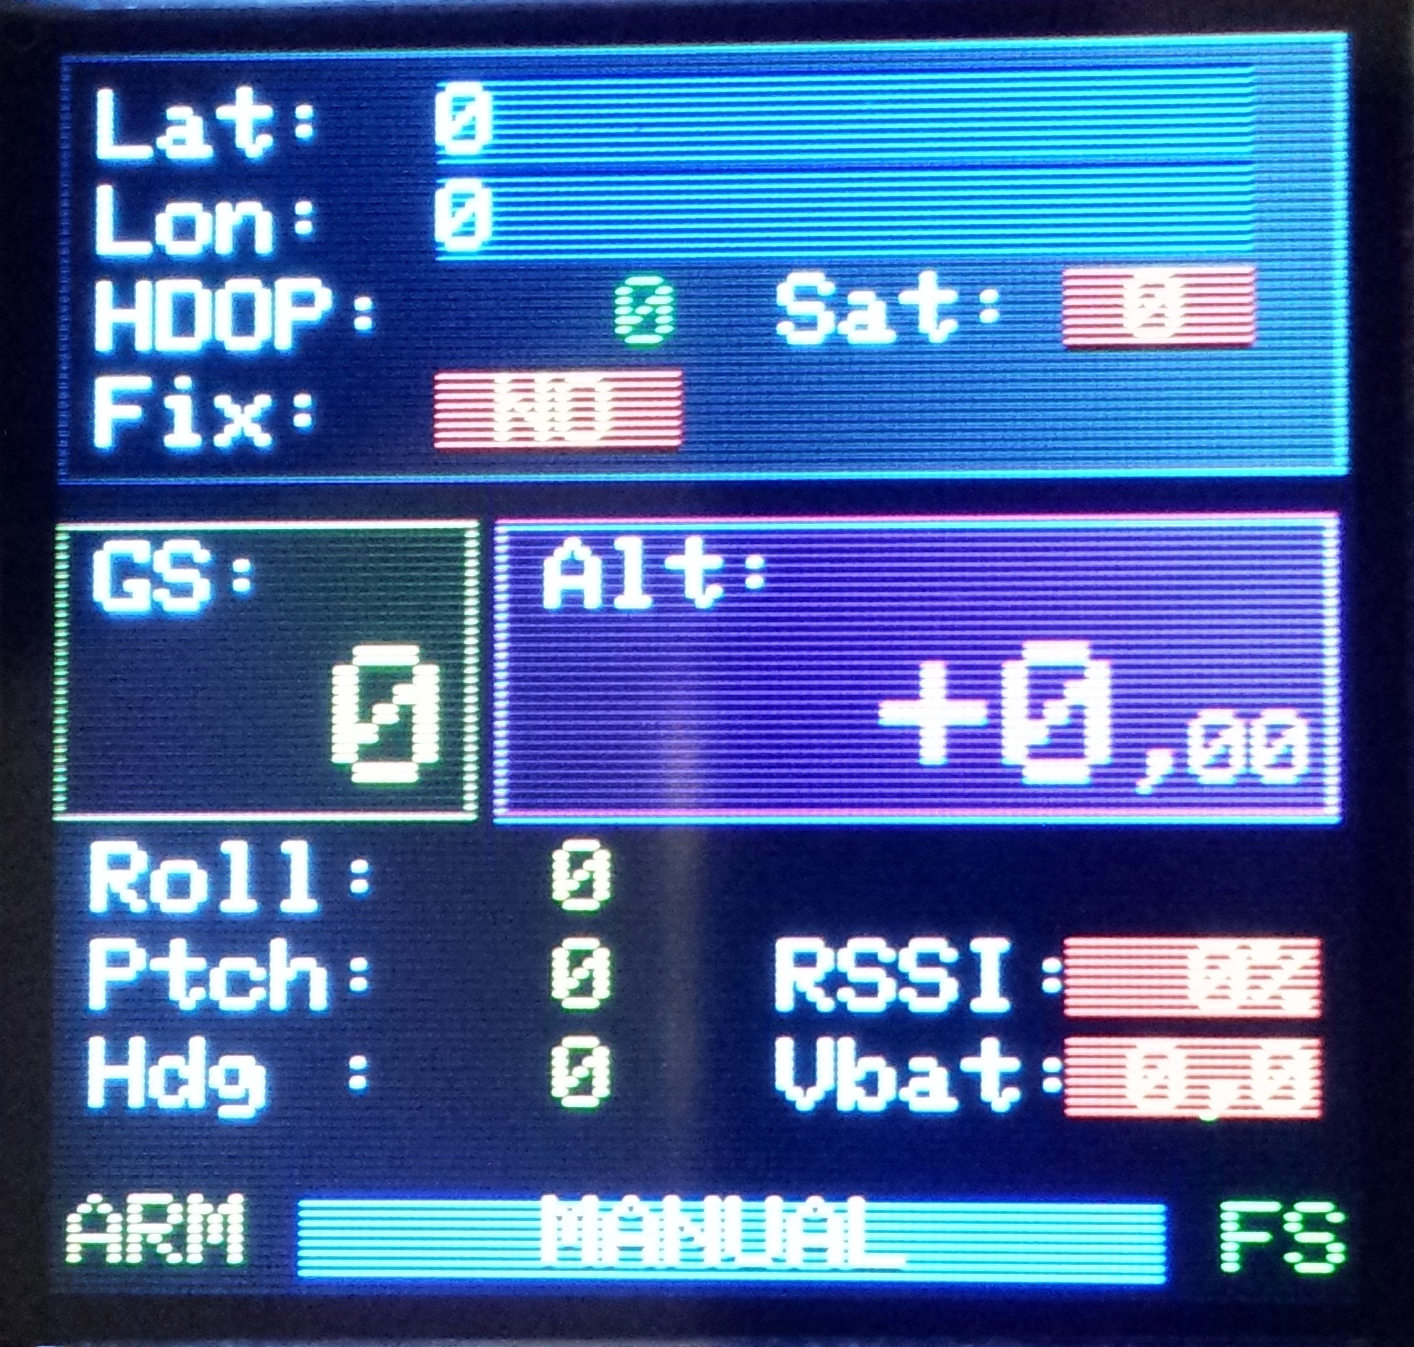 Lat: 0
Lon: 0
HDOP: 0 Sat: 0
Fix: NO
GS: Alt:
0 +0,00
Roll: 0
Ptch: 0 RSSI: 0%
Hdg : 0 Vbat: 0,0
ARM MANUAL FS